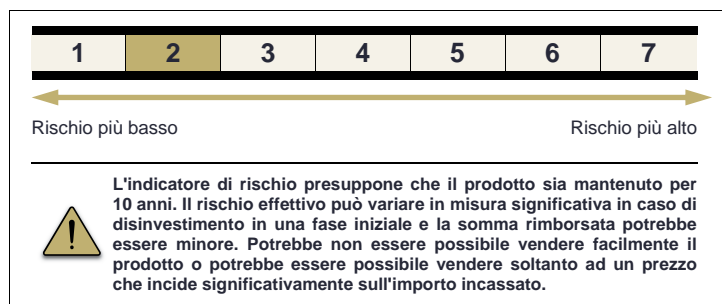 1 2 3 4 5 6 7
Rischio più basso Rischio più alto
L'indicatore di rischio presuppone che il prodotto sia mantenuto per
10 anni. Il rischio effettivo può variare in misura significativa in caso di
disinvestimento in una fase iniziale e la somma rimborsata potrebbe
essere minore. Potrebbe non essere possibile vendere facilmente il
prodotto o potrebbe essere possibile vendere soltanto ad un prezzo
che incide significativamente sull'importo incassato.